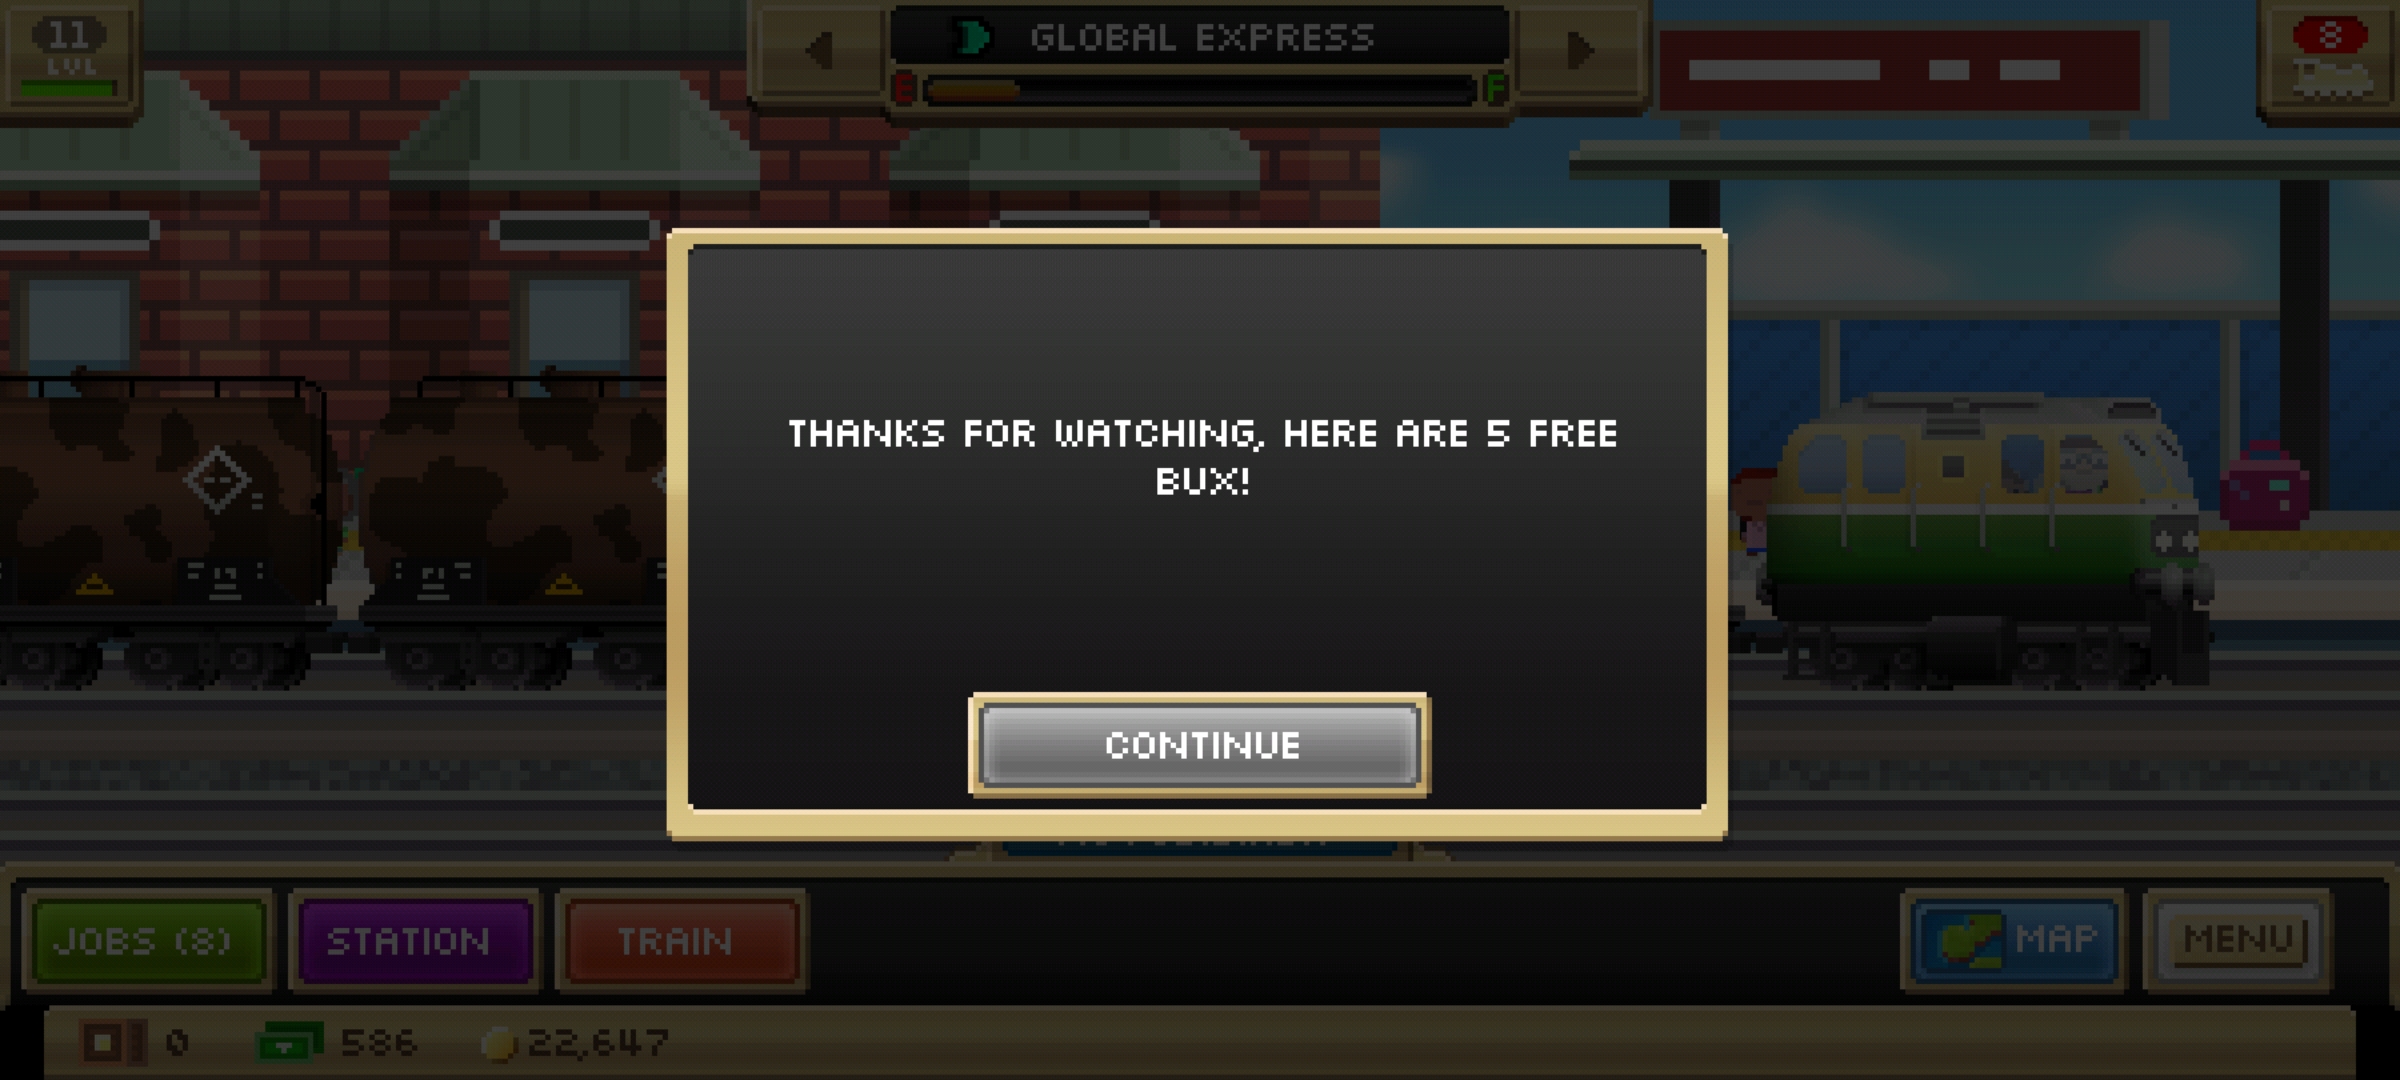 11
LVL
GLOBAL EXPRESS
E F
8
THANKS FOR WATCHING, HERE ARE 5 FREE
BUX!
CONTINUE
JOBS (8)
STATION
TRAIN
MAP
MENU
0
586
22,647